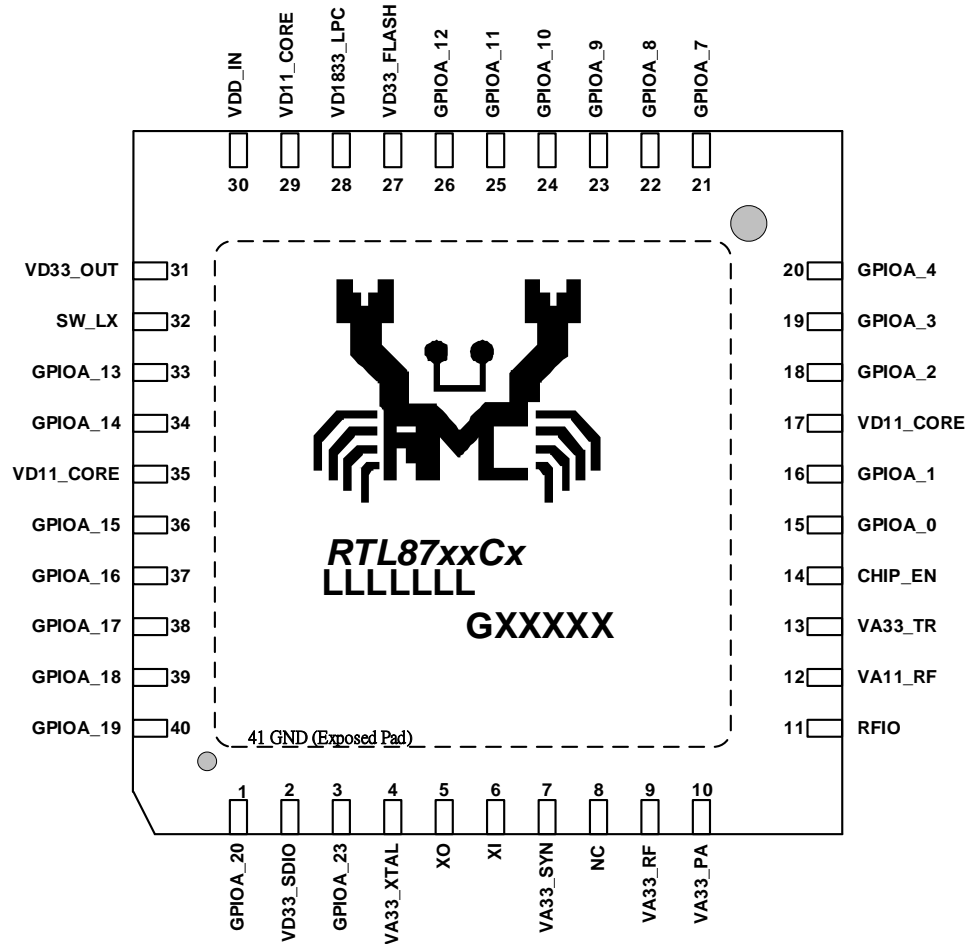 VDD_IN
VD11_CORE
VD1833_LPC
VD33_FLASH
GPIOA_12
GPIOA_11
GPIOA_10
GPIOA_9
GPIOA_8
GPIOA_7
30 29 28 27 26 25 24 23 22 21
VD33_OUT 31
SW_LX 32
GPIOA_13 33
GPIOA_14 34
VD11_CORE 35
GPIOA_15 36
GPIOA_16 37
GPIOA_17 38
GPIOA_18 39
GPIOA_19 40
AMC
RTL87xxCx
LLLLLLL
GXXXXX
41 GND (Exposed Pad)
20 GPIOA_4
19 GPIOA_3
18 GPIOA_2
17 VD11_CORE
16 GPIOA_1
15 GPIOA_0
14 CHIP_EN
13 VA33_TR
12 VA11_RF
11 RFIO
1 2 3 4 5 6 7 8 9 10
GPIOA_20
VD33_SDIO
GPIOA_23
VA33_XTAL
XO
XI
VA33_SYN
NC
VA33_RF
VA33_PA